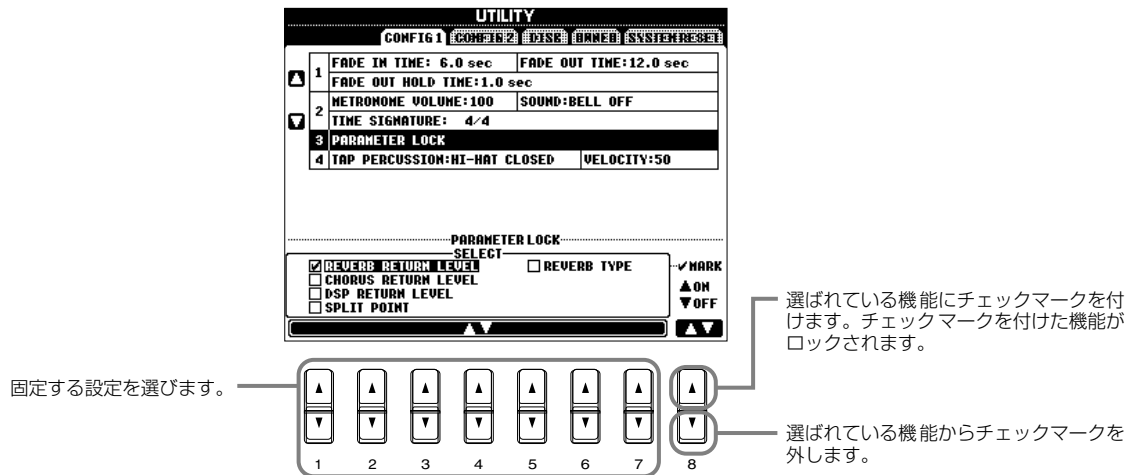 UTILITY
CONFIG 1 CONFIG 2 DISK OWNER SYSTEM RESET
1 FADE IN TIME: 6.0 sec FADE OUT TIME:12.0 sec
FADE OUT HOLD TIME:1.0 sec
2 METRONOME VOLUME:100 SOUND:BELL OFF
TIME SIGNATURE: 4/4
3 PARAMETER LOCK
4 TAP PERCUSSION:HI-HAT CLOSED VELOCITY:50
PARAMETER LOCK
SELECT
REVERB RETURN LEVEL REVERB TYPE
CHORUS RETURN LEVEL
DSP RETURN LEVEL
SPLIT POINT
✓MARK
▲ON
▼OFF
▲▼ ▲▼
固定する設定を選びます。
1 2 3 4 5 6 7 8
選ばれている機能にチェックマークを付
けます。チェックマークを付けた機能が
ロックされます。
選ばれている機能からチェックマークを
外します。